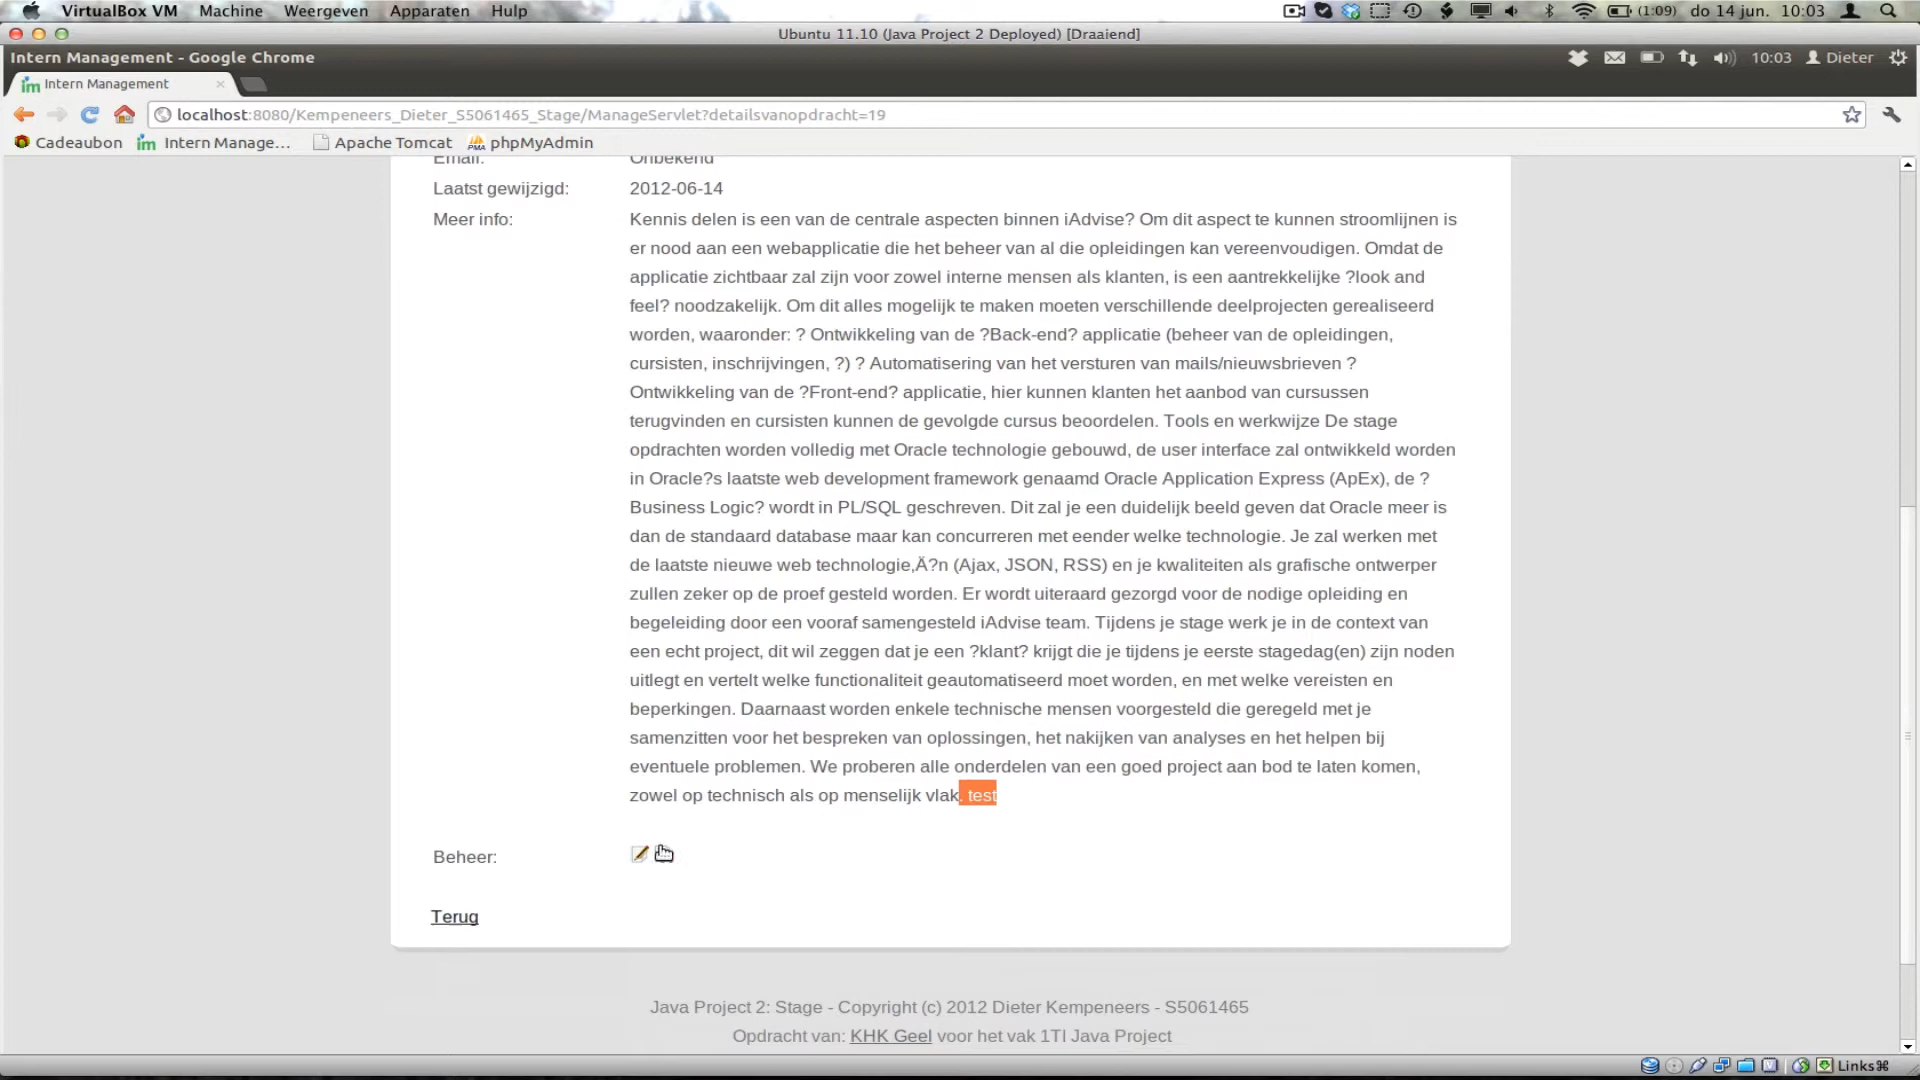 VirtualBox VM Machine Weergeven Apparaten Hulp (1:09) do 14 jun. 10:03
Ubuntu 11.10 (Java Project 2 Deployed) [Draaiend]
Intern Management - Google Chrome 10:03 Dieter
im Intern Management
localhost:8080/Kempeneers_Dieter_S5061465_Stage/ManageServlet?detailsvanopdracht=19
Cadeaubon im Intern Manage... Apache Tomcat phpMyAdmin
Email: Onbekend
Laatst gewijzigd: 2012-06-14
Meer info: Kennis delen is een van de centrale aspecten binnen iAdvise? Om dit aspect te kunnen stroomlijnen is
er nood aan een webapplicatie die het beheer van al die opleidingen kan vereenvoudigen. Omdat de
applicatie zichtbaar zal zijn voor zowel interne mensen als klanten, is een aantrekkelijke ?look and
feel? noodzakelijk. Om dit alles mogelijk te maken moeten verschillende deelprojecten gerealiseerd
worden, waaronder: ? Ontwikkeling van de ?Back-end? applicatie (beheer van de opleidingen,
cursisten, inschrijvingen, ?) ? Automatisering van het versturen van mails/nieuwsbrieven ?
Ontwikkeling van de ?Front-end? applicatie, hier kunnen klanten het aanbod van cursussen
terugvinden en cursisten kunnen de gevolgde cursus beoordelen. Tools en werkwijze De stage
opdrachten worden volledig met Oracle technologie gebouwd, de user interface zal ontwikkeld worden
in Oracle?s laatste web development framework genaamd Oracle Application Express (ApEx), de ?
Business Logic? wordt in PL/SQL geschreven. Dit zal je een duidelijk beeld geven dat Oracle meer is
dan de standaard database maar kan concurreren met eender welke technologie. Je zal werken met
de laatste nieuwe web technologie‚Ä?n (Ajax, JSON, RSS) en je kwaliteiten als grafische ontwerper
zullen zeker op de proef gesteld worden. Er wordt uiteraard gezorgd voor de nodige opleiding en
begeleiding door een vooraf samengesteld iAdvise team. Tijdens je stage werk je in de context van
een echt project, dit wil zeggen dat je een ?klant? krijgt die je tijdens je eerste stagedag(en) zijn noden
uitlegt en vertelt welke functionaliteit geautomatiseerd moet worden, en met welke vereisten en
beperkingen. Daarnaast worden enkele technische mensen voorgesteld die geregeld met je
samenzitten voor het bespreken van oplossingen, het nakijken van analyses en het helpen bij
eventuele problemen. We proberen alle onderdelen van een goed project aan bod te laten komen,
zowel op technisch als op menselijk vlak. test
Beheer:
Terug
Java Project 2: Stage - Copyright (c) 2012 Dieter Kempeneers - S5061465
Opdracht van: KHK Geel voor het vak 1TI Java Project
Links⌘